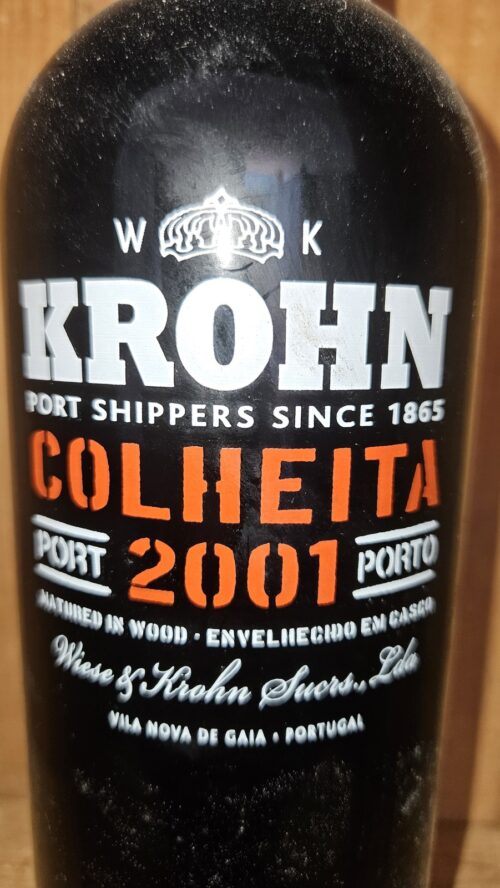 W K
KROHN
PORT SHIPPERS SINCE 1865
COLHEITA
PORT 2001 PORTO
MATURED IN WOOD · ENVELHECIDO EM CASCO
Wiese & Krohn Sucrs., Lda
VILA NOVA DE GAIA · PORTUGAL